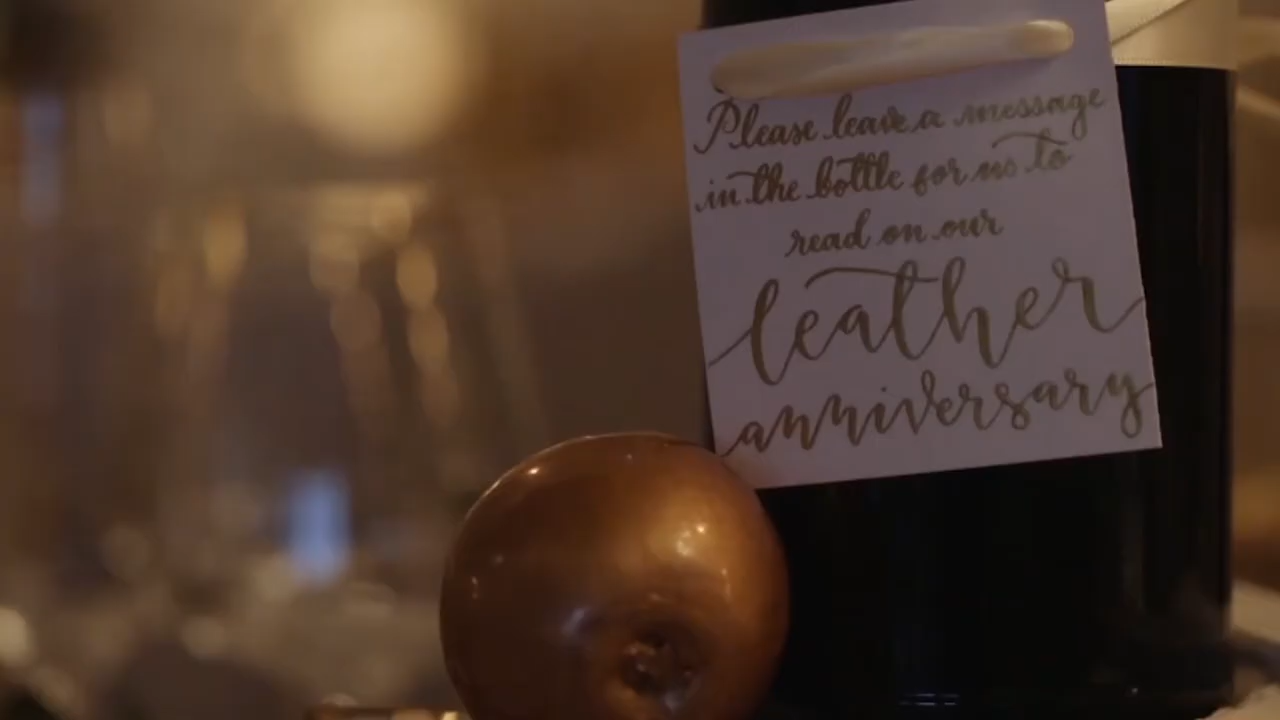 Please leave a message
in the bottle for us to
read on our
leather
anniversary